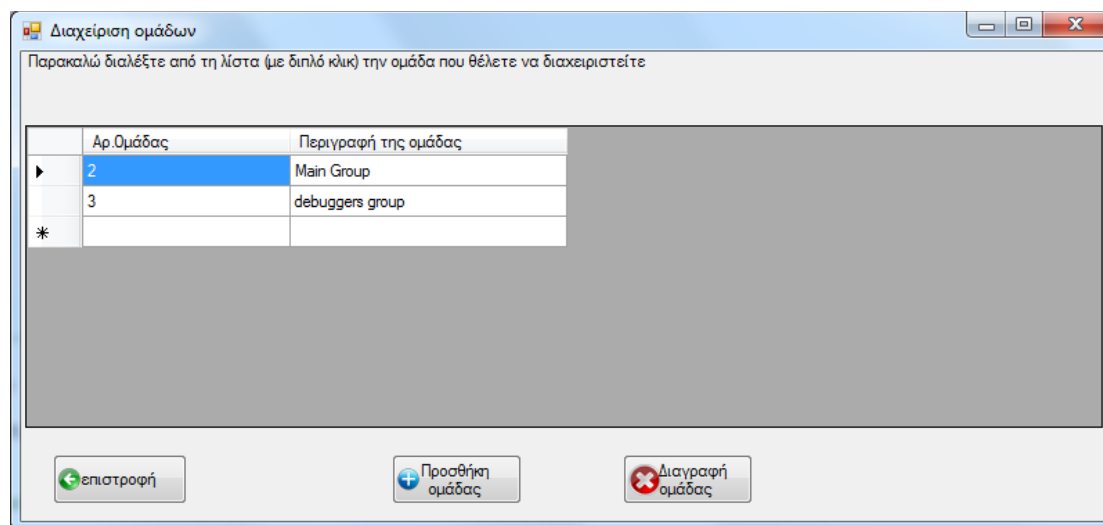 Διαχείριση ομάδων
Παρακαλώ διαλέξτε από τη λίστα (με διπλό κλικ) την ομάδα που θέλετε να διαχειριστείτε
Αρ.Ομάδας Περιγραφή της ομάδας
2 Main Group
3 debuggers group
επιστροφή
Προσθήκη
ομάδας
Διαγραφή
ομάδας